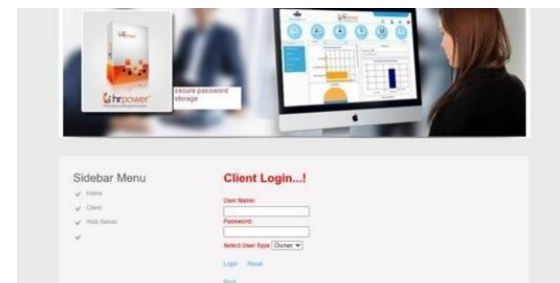 hrpower
secure password
storage
Sidebar Menu
Home
Client
Web Server
Client Login...!
User Name:
Password:
Select User Type Owner
Login Reset
Back